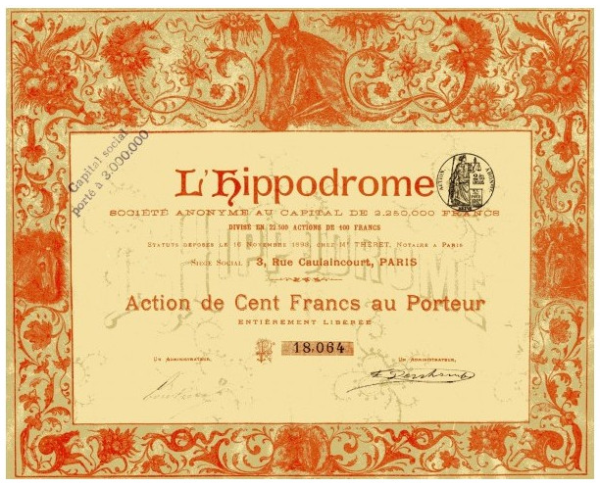 Capital social
porté à 3.000.000
L'Hippodrome
SOCIÉTÉ ANONYME AU CAPITAL DE 2.250.000 FRANCS
DIVISÉ EN 22.500 ACTIONS DE 100 FRANCS
STATUTS DÉPOSÉS LE 16 NOVEMBRE 1898, CHEZ Mᵉ THÉRET, NOTAIRE A PARIS
SIÈGE SOCIAL 3, Rue Caulaincourt, PARIS
HIPPODROME
Action de Cent Francs au Porteur
ENTIÈREMENT LIBÉRÉE
N° 18.064
UN ADMINISTRATEUR, UN ADMINISTRATEUR,